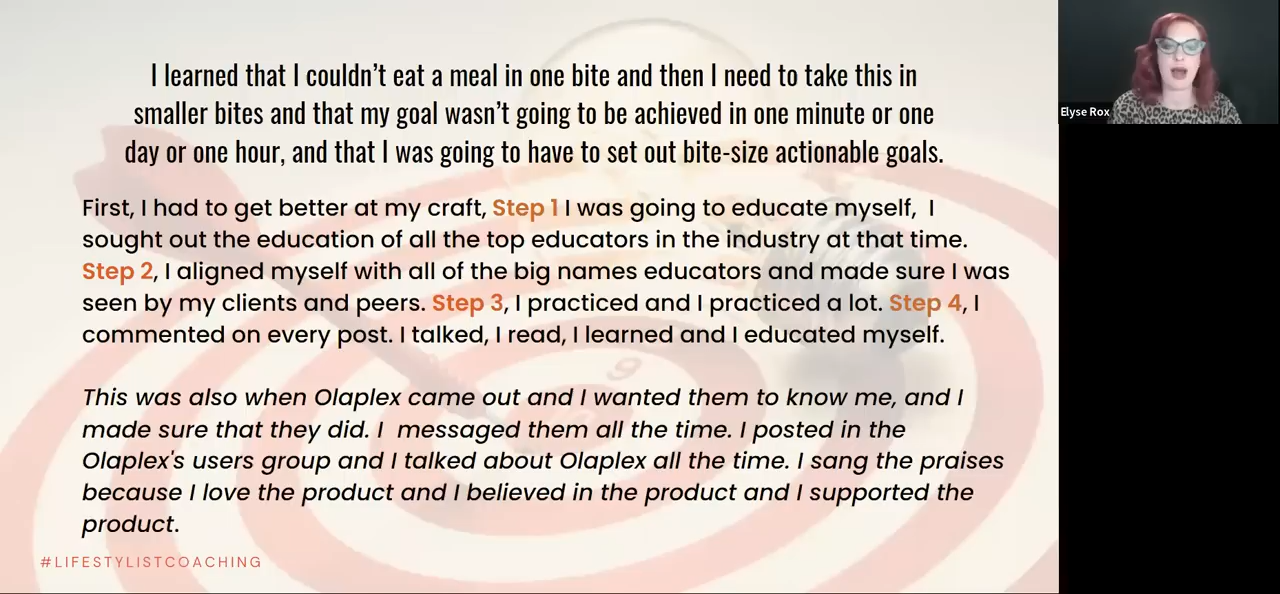 I learned that I couldn’t eat a meal in one bite and then I need to take this in
smaller bites and that my goal wasn’t going to be achieved in one minute or one
day or one hour, and that I was going to have to set out bite-size actionable goals.
First, I had to get better at my craft, Step 1 I was going to educate myself,  I
sought out the education of all the top educators in the industry at that time.
Step 2, I aligned myself with all of the big names educators and made sure I was
seen by my clients and peers. Step 3, I practiced and I practiced a lot. Step 4, I
commented on every post. I talked, I read, I learned and I educated myself.
This was also when Olaplex came out and I wanted them to know me, and I
made sure that they did. I  messaged them all the time. I posted in the
Olaplex's users group and I talked about Olaplex all the time. I sang the praises
because I love the product and I believed in the product and I supported the
product.
#LIFESTYLISTCOACHING
Elyse Rox
9